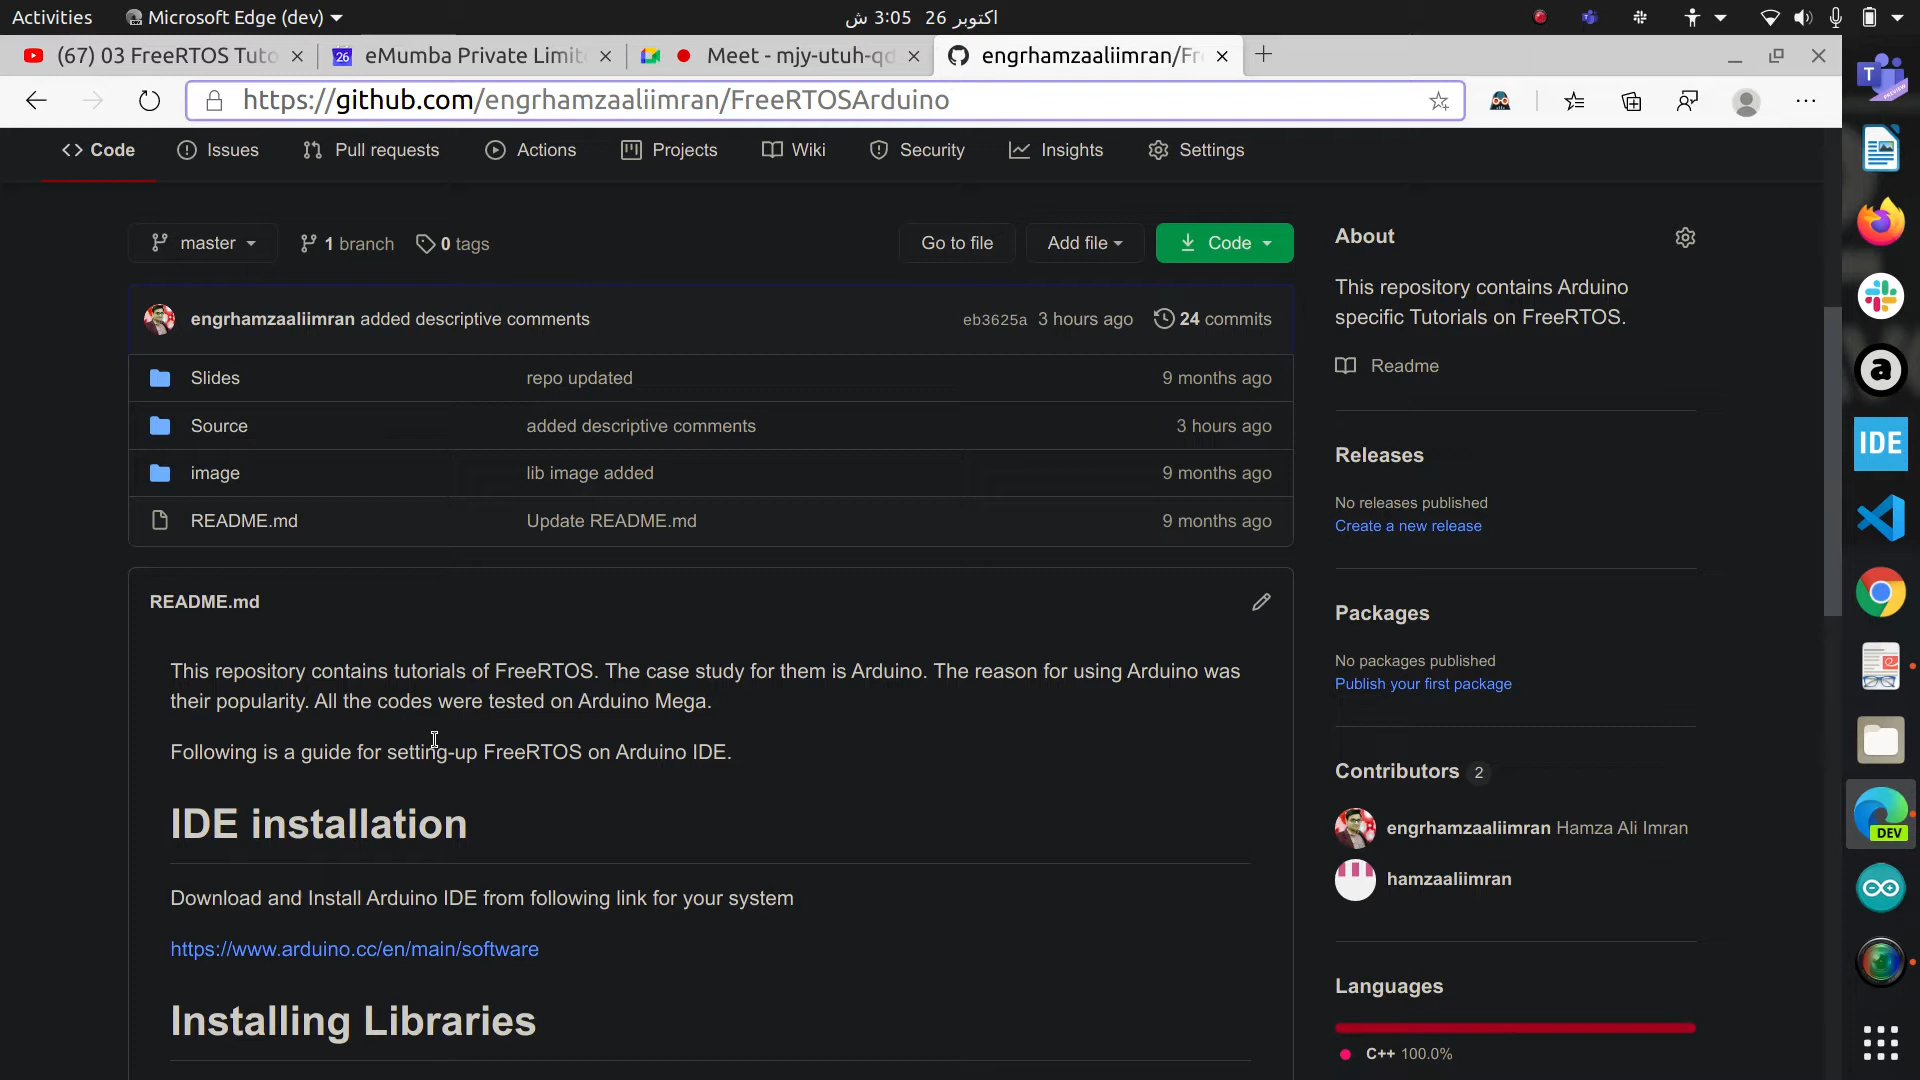 Activities
Microsoft Edge (dev)
اکتوبر 26 3:05 ش
(67) 03 FreeRTOS Tuto
26
eMumba Private Limit
Meet - mjy-utuh-qd
engrhamzaaliimran/Fr
https://github.com/engrhamzaaliimran/FreeRTOSArduino
Code
Issues
Pull requests
Actions
Projects
Wiki
Security
Insights
Settings
master
1 branch
0 tags
Go to file
Add file
Code
engrhamzaaliimran added descriptive comments
eb3625a 3 hours ago
24 commits
Slides repo updated 9 months ago
Source added descriptive comments 3 hours ago
image lib image added 9 months ago
README.md Update README.md 9 months ago
README.md
This repository contains tutorials of FreeRTOS. The case study for them is Arduino. The reason for using Arduino was
their popularity. All the codes were tested on Arduino Mega.
Following is a guide for setting-up FreeRTOS on Arduino IDE.
IDE installation
Download and Install Arduino IDE from following link for your system
https://www.arduino.cc/en/main/software
Installing Libraries
About
This repository contains Arduino
specific Tutorials on FreeRTOS.
Readme
Releases
No releases published
Create a new release
Packages
No packages published
Publish your first package
Contributors 2
engrhamzaaliimran Hamza Ali Imran
hamzaaliimran
Languages
C++ 100.0%
T
PREVIEW
a
IDE
DEV